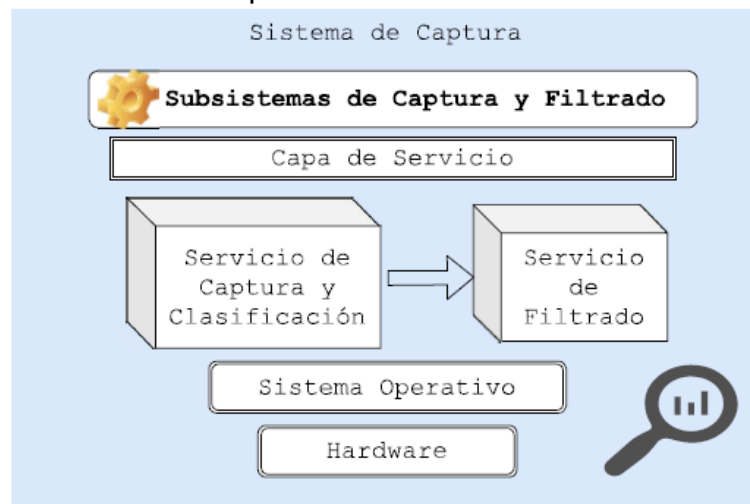 Sistema de Captura
Subsistemas de Captura y Filtrado
Capa de Servicio
Servicio de
Captura y
Clasificación
Servicio
de
Filtrado
Sistema Operativo
Hardware